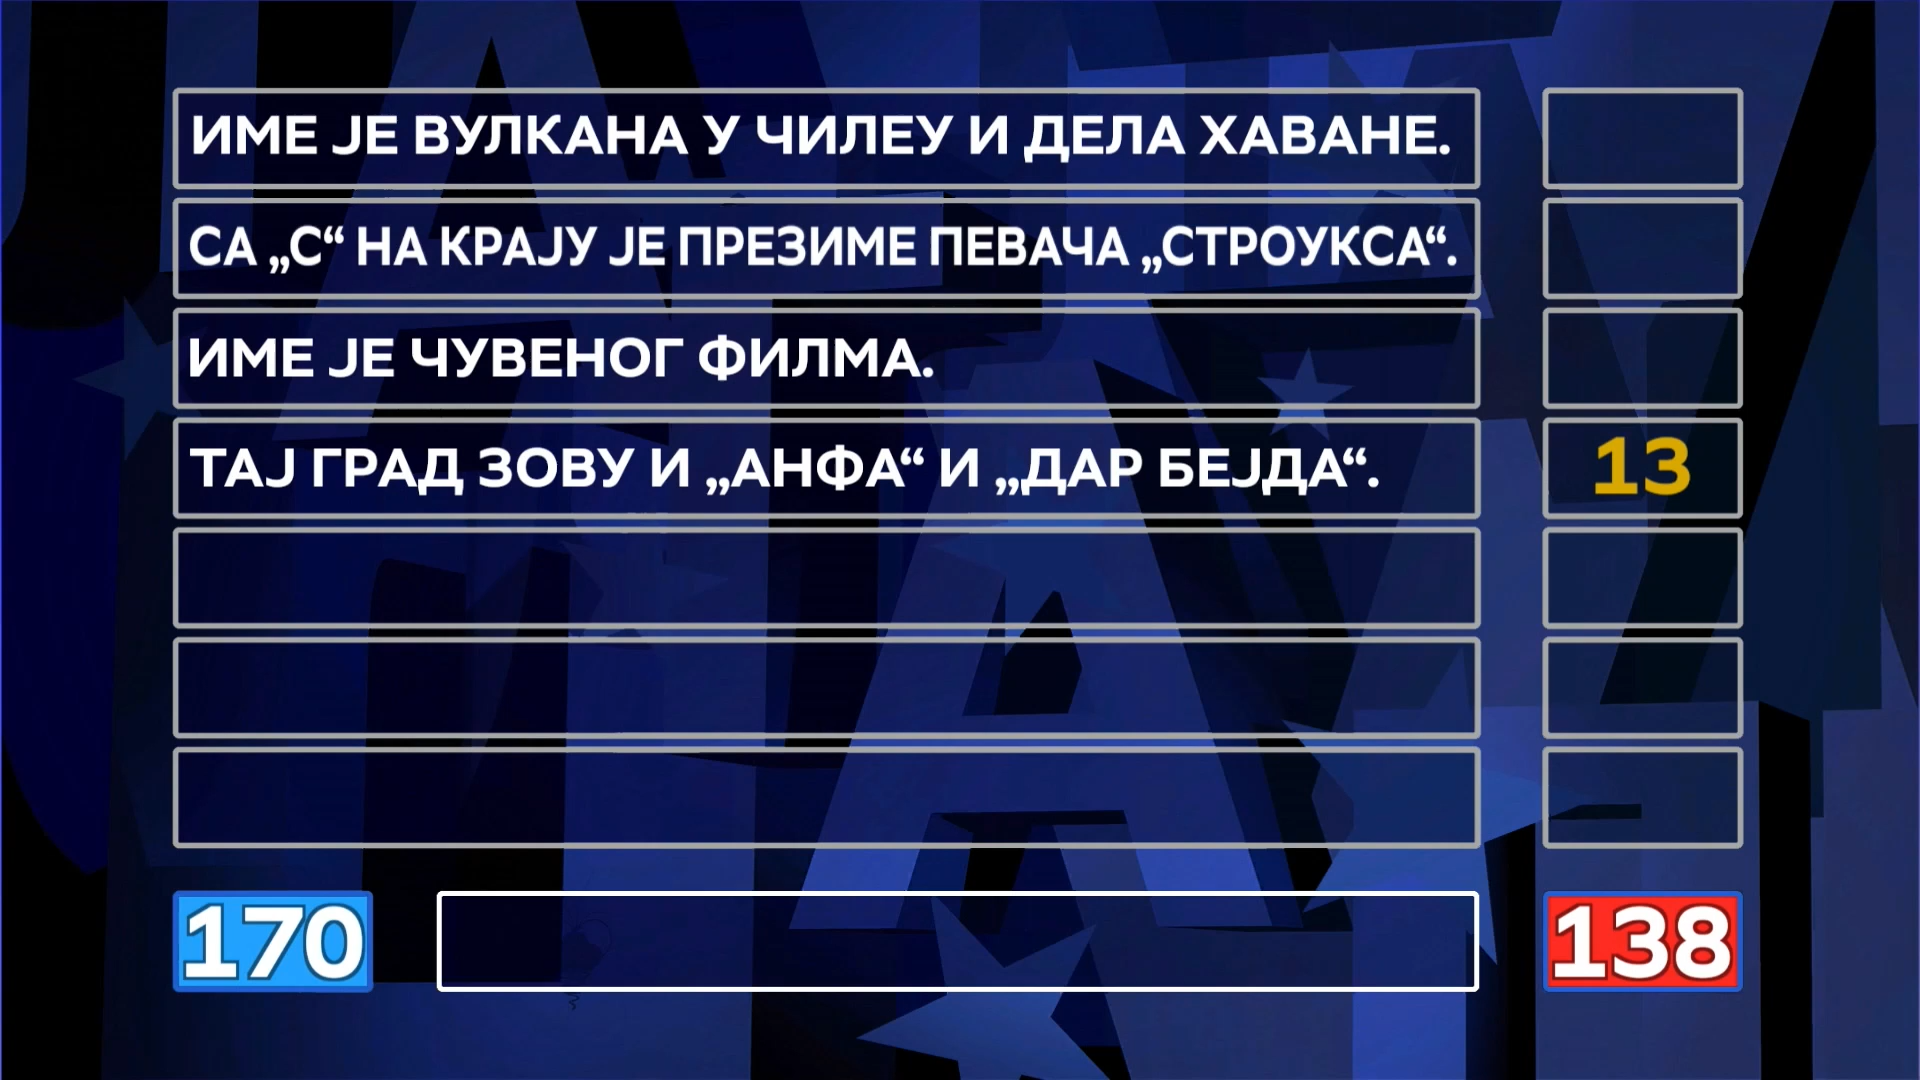 ИМЕ ЈЕ ВУЛКАНА У ЧИЛЕУ И ДЕЛА ХАВАНЕ.
СА „С“ НА КРАЈУ ЈЕ ПРЕЗИМЕ ПЕВАЧА „СТРОУКСА“.
ИМЕ ЈЕ ЧУВЕНОГ ФИЛМА.
ТАЈ ГРАД ЗОВУ И „АНФА“ И „ДАР БЕЈДА“. 13
170 138